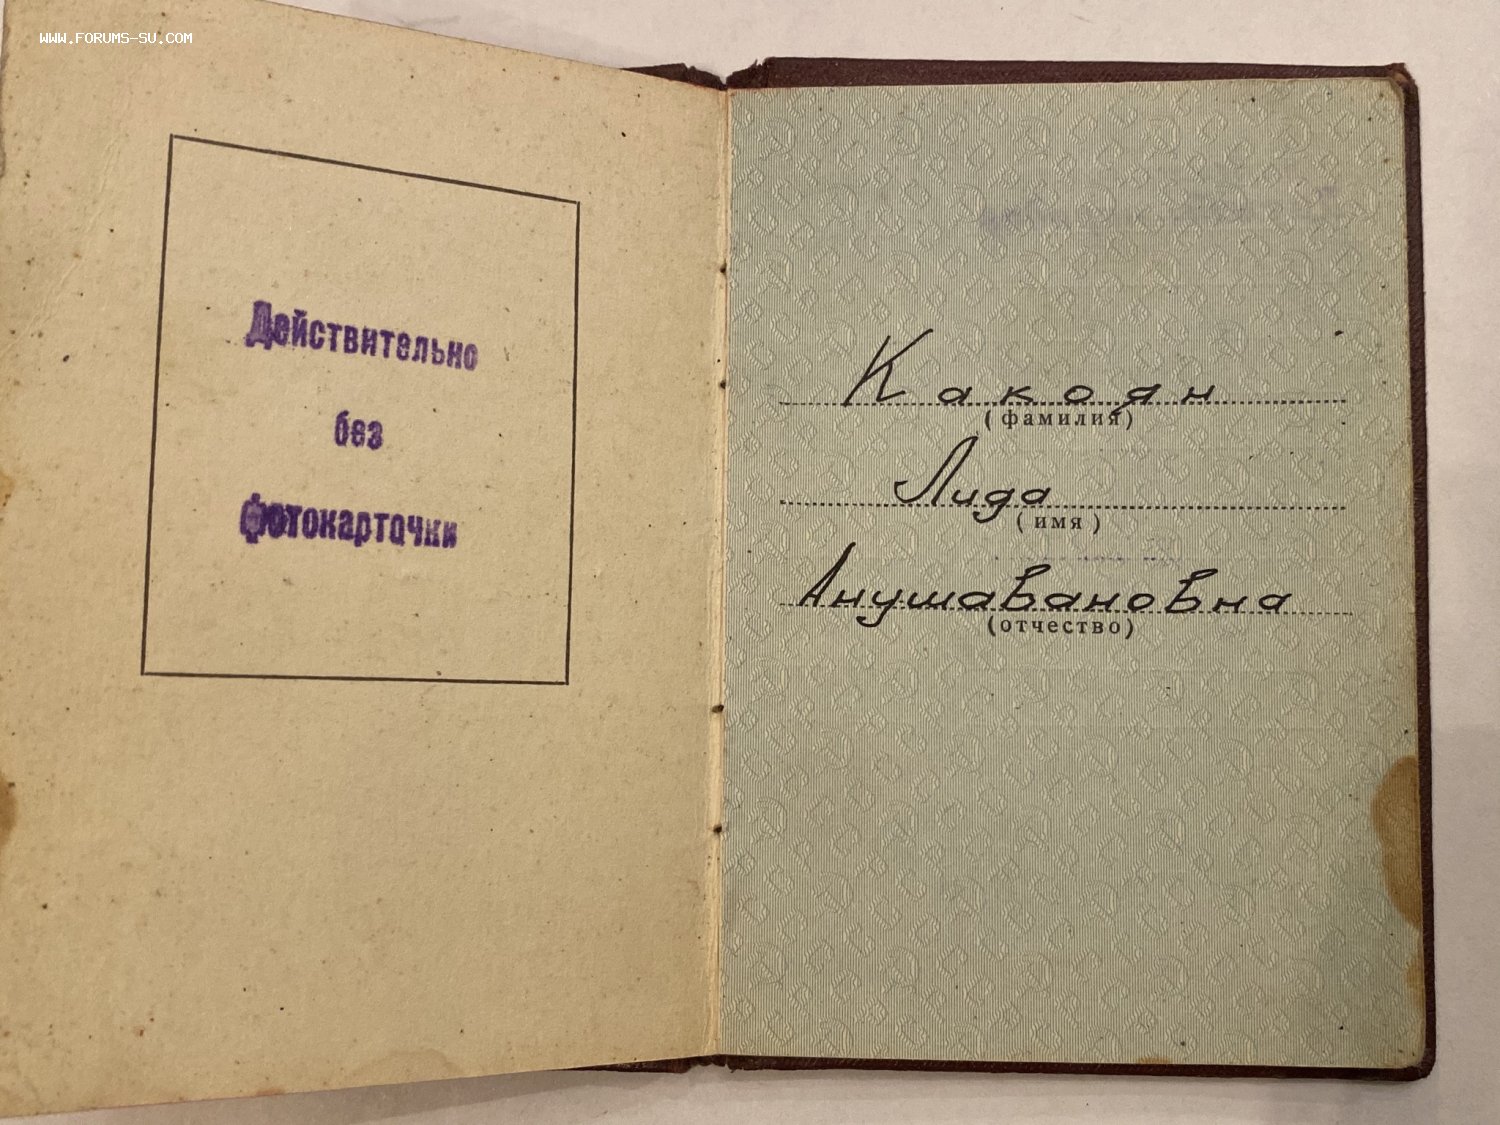 WWW.FORUMS-SU.COM
Действительно
без
Фотокарточки
Какоян
(фамилия)
Лида
(имя)
Анушавановна
(отчество)